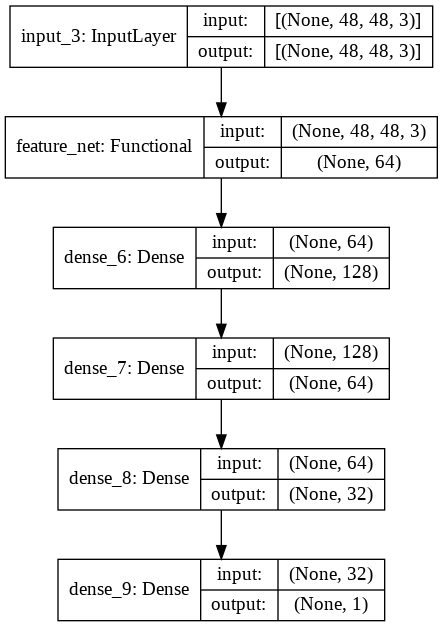 input_3: InputLayer
input:
[(None, 48, 48, 3)]
output:
[(None, 48, 48, 3)]
feature_net: Functional
input:
(None, 48, 48, 3)
output:
(None, 64)
dense_6: Dense
input:
(None, 64)
output:
(None, 128)
dense_7: Dense
input:
(None, 128)
output:
(None, 64)
dense_8: Dense
input:
(None, 64)
output:
(None, 32)
dense_9: Dense
input:
(None, 32)
output:
(None, 1)